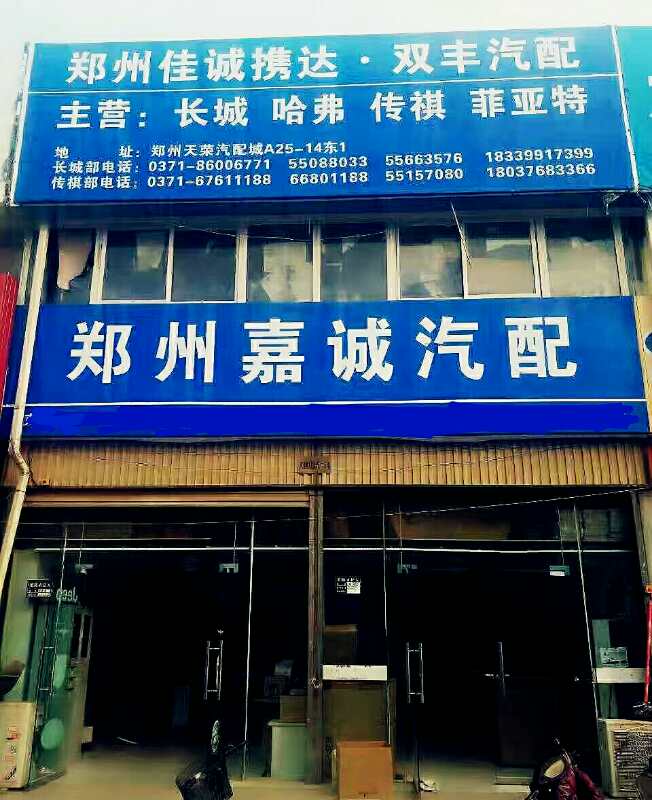 郑州佳诚携达·双丰汽配
主营：长城 哈弗 传祺 菲亚特
地 址：郑州天荣汽配城A25-14东1
长城部电话：0371-86006771 55088033 55663576 18339917399
传祺部电话：0371-67611188 66801188 55157080 18037683366
郑州嘉诚汽配